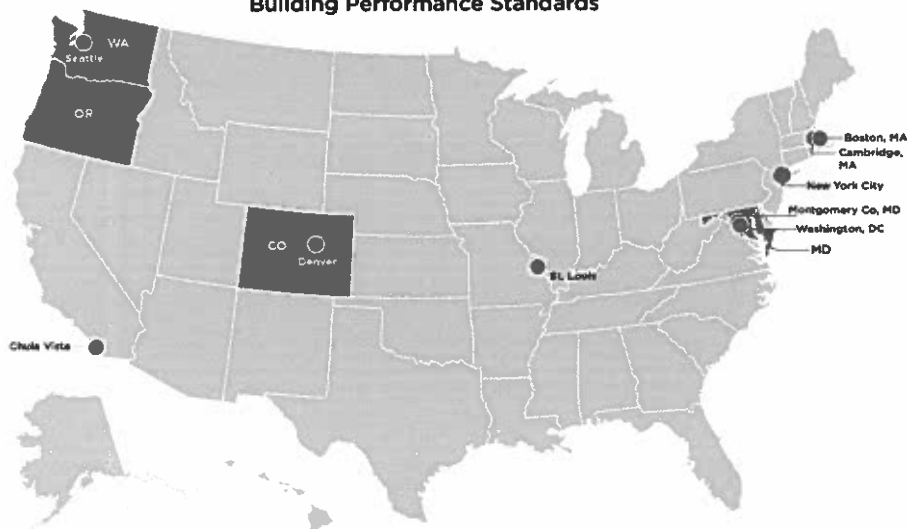 Building Performance Standards
WA
Seattle
OR
CO
Denver
Chula Vista
St. Louis
Boston, MA
Cambridge,
MA
New York City
Montgomery Co, MD
Washington, DC
MD